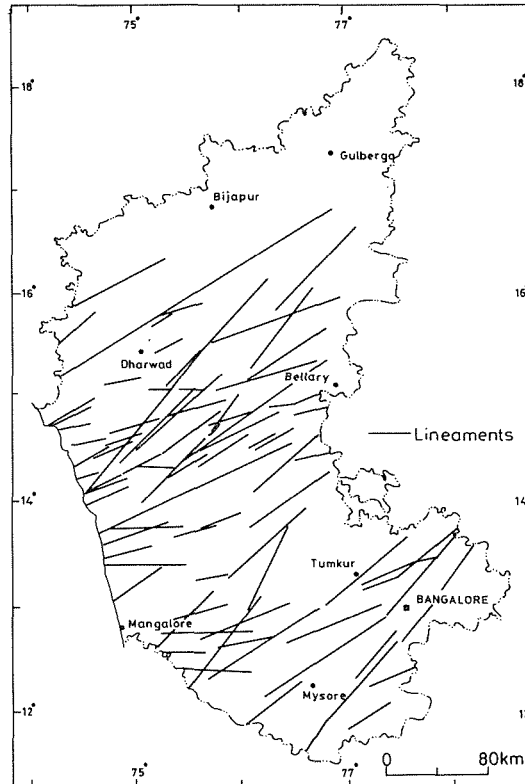 75° 77°
18° 18
Gulberga
Bijapur
16° 16
Dharwad
Bellary
Lineaments
14° 14
Tumkur
BANGALORE
Mangalore
Mysore
12°
75 77°
0 80km